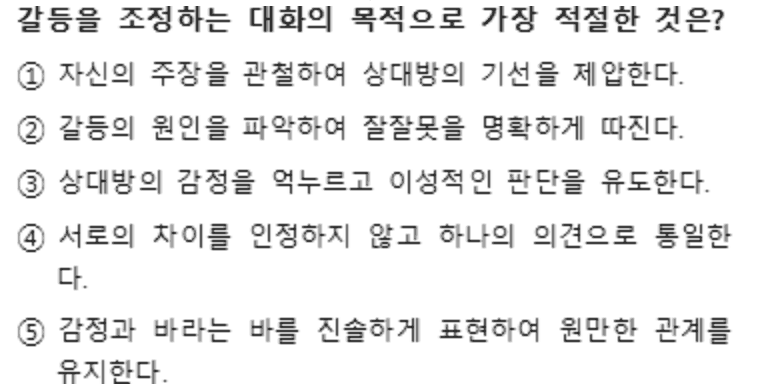 갈등을 조정하는 대화의 목적으로 가장 적절한 것은?
① 자신의 주장을 관철하여 상대방의 기선을 제압한다.
② 갈등의 원인을 파악하여 잘잘못을 명확하게 따진다.
③ 상대방의 감정을 억누르고 이성적인 판단을 유도한다.
④ 서로의 차이를 인정하지 않고 하나의 의견으로 통일한
다.
⑤ 감정과 바라는 바를 진솔하게 표현하여 원만한 관계를
유지한다.